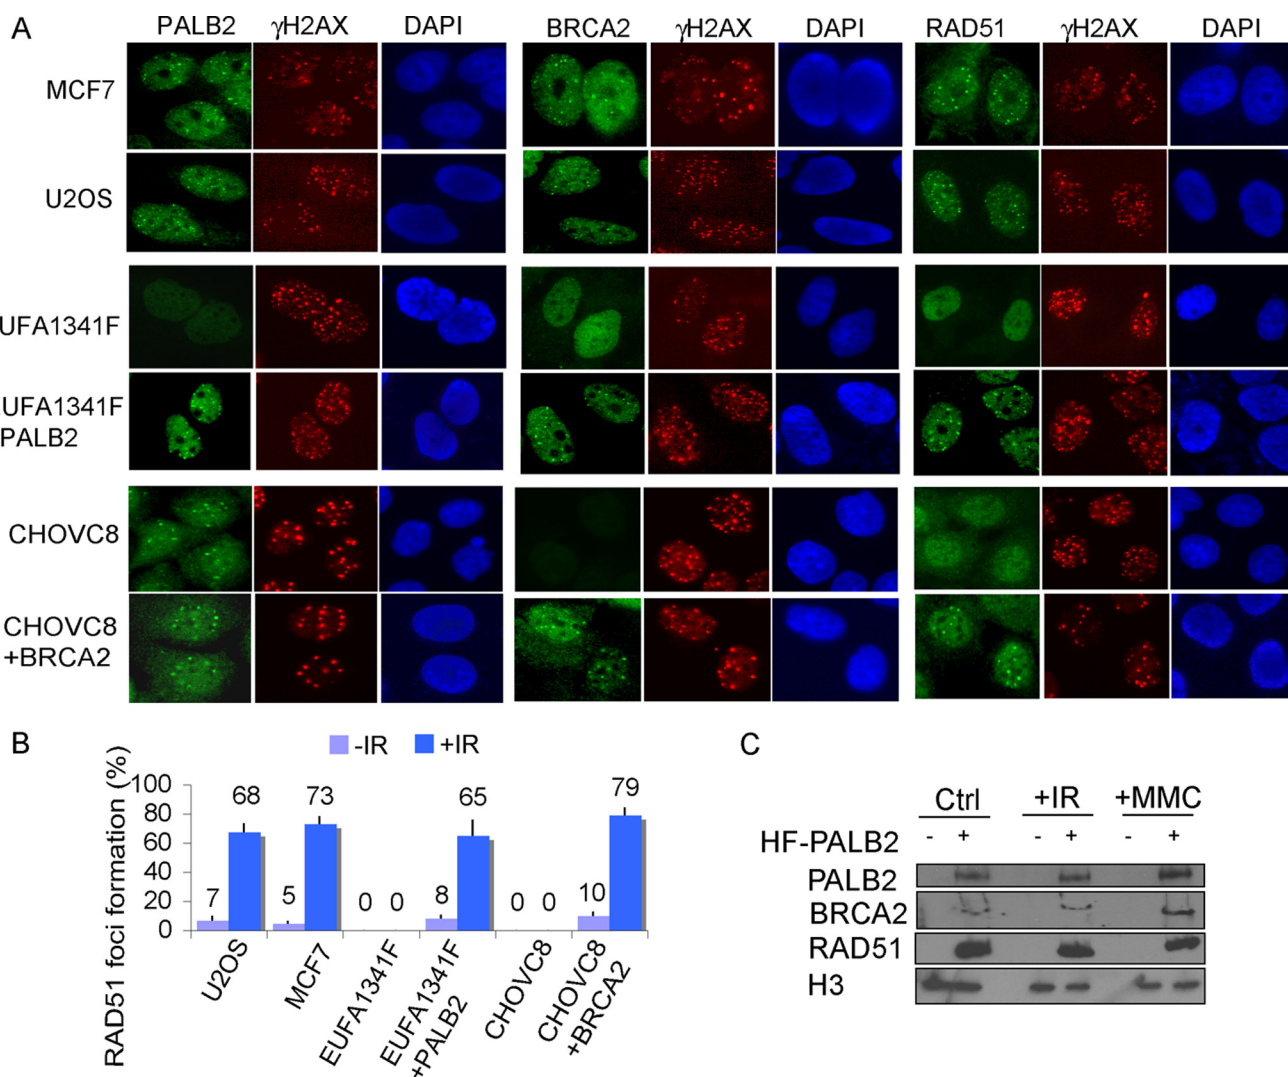 A
PALB2 γH2AX DAPI BRCA2 γH2AX DAPI RAD51 γH2AX DAPI
MCF7
U2OS
UFA1341F
UFA1341F
PALB2
CHOVC8
CHOVC8
+BRCA2
B
-IR +IR
RAD51 foci formation (%)
100
80
60
40
20
0
7 68 5 73 0 0 8 65 0 0 10 79
U2OS
MCF7
EUFA1341F
EUFA1341F
+PALB2
CHOVC8
CHOVC8
+BRCA2
C
Ctrl +IR +MMC
HF-PALB2 - + - + - +
PALB2
BRCA2
RAD51
H3